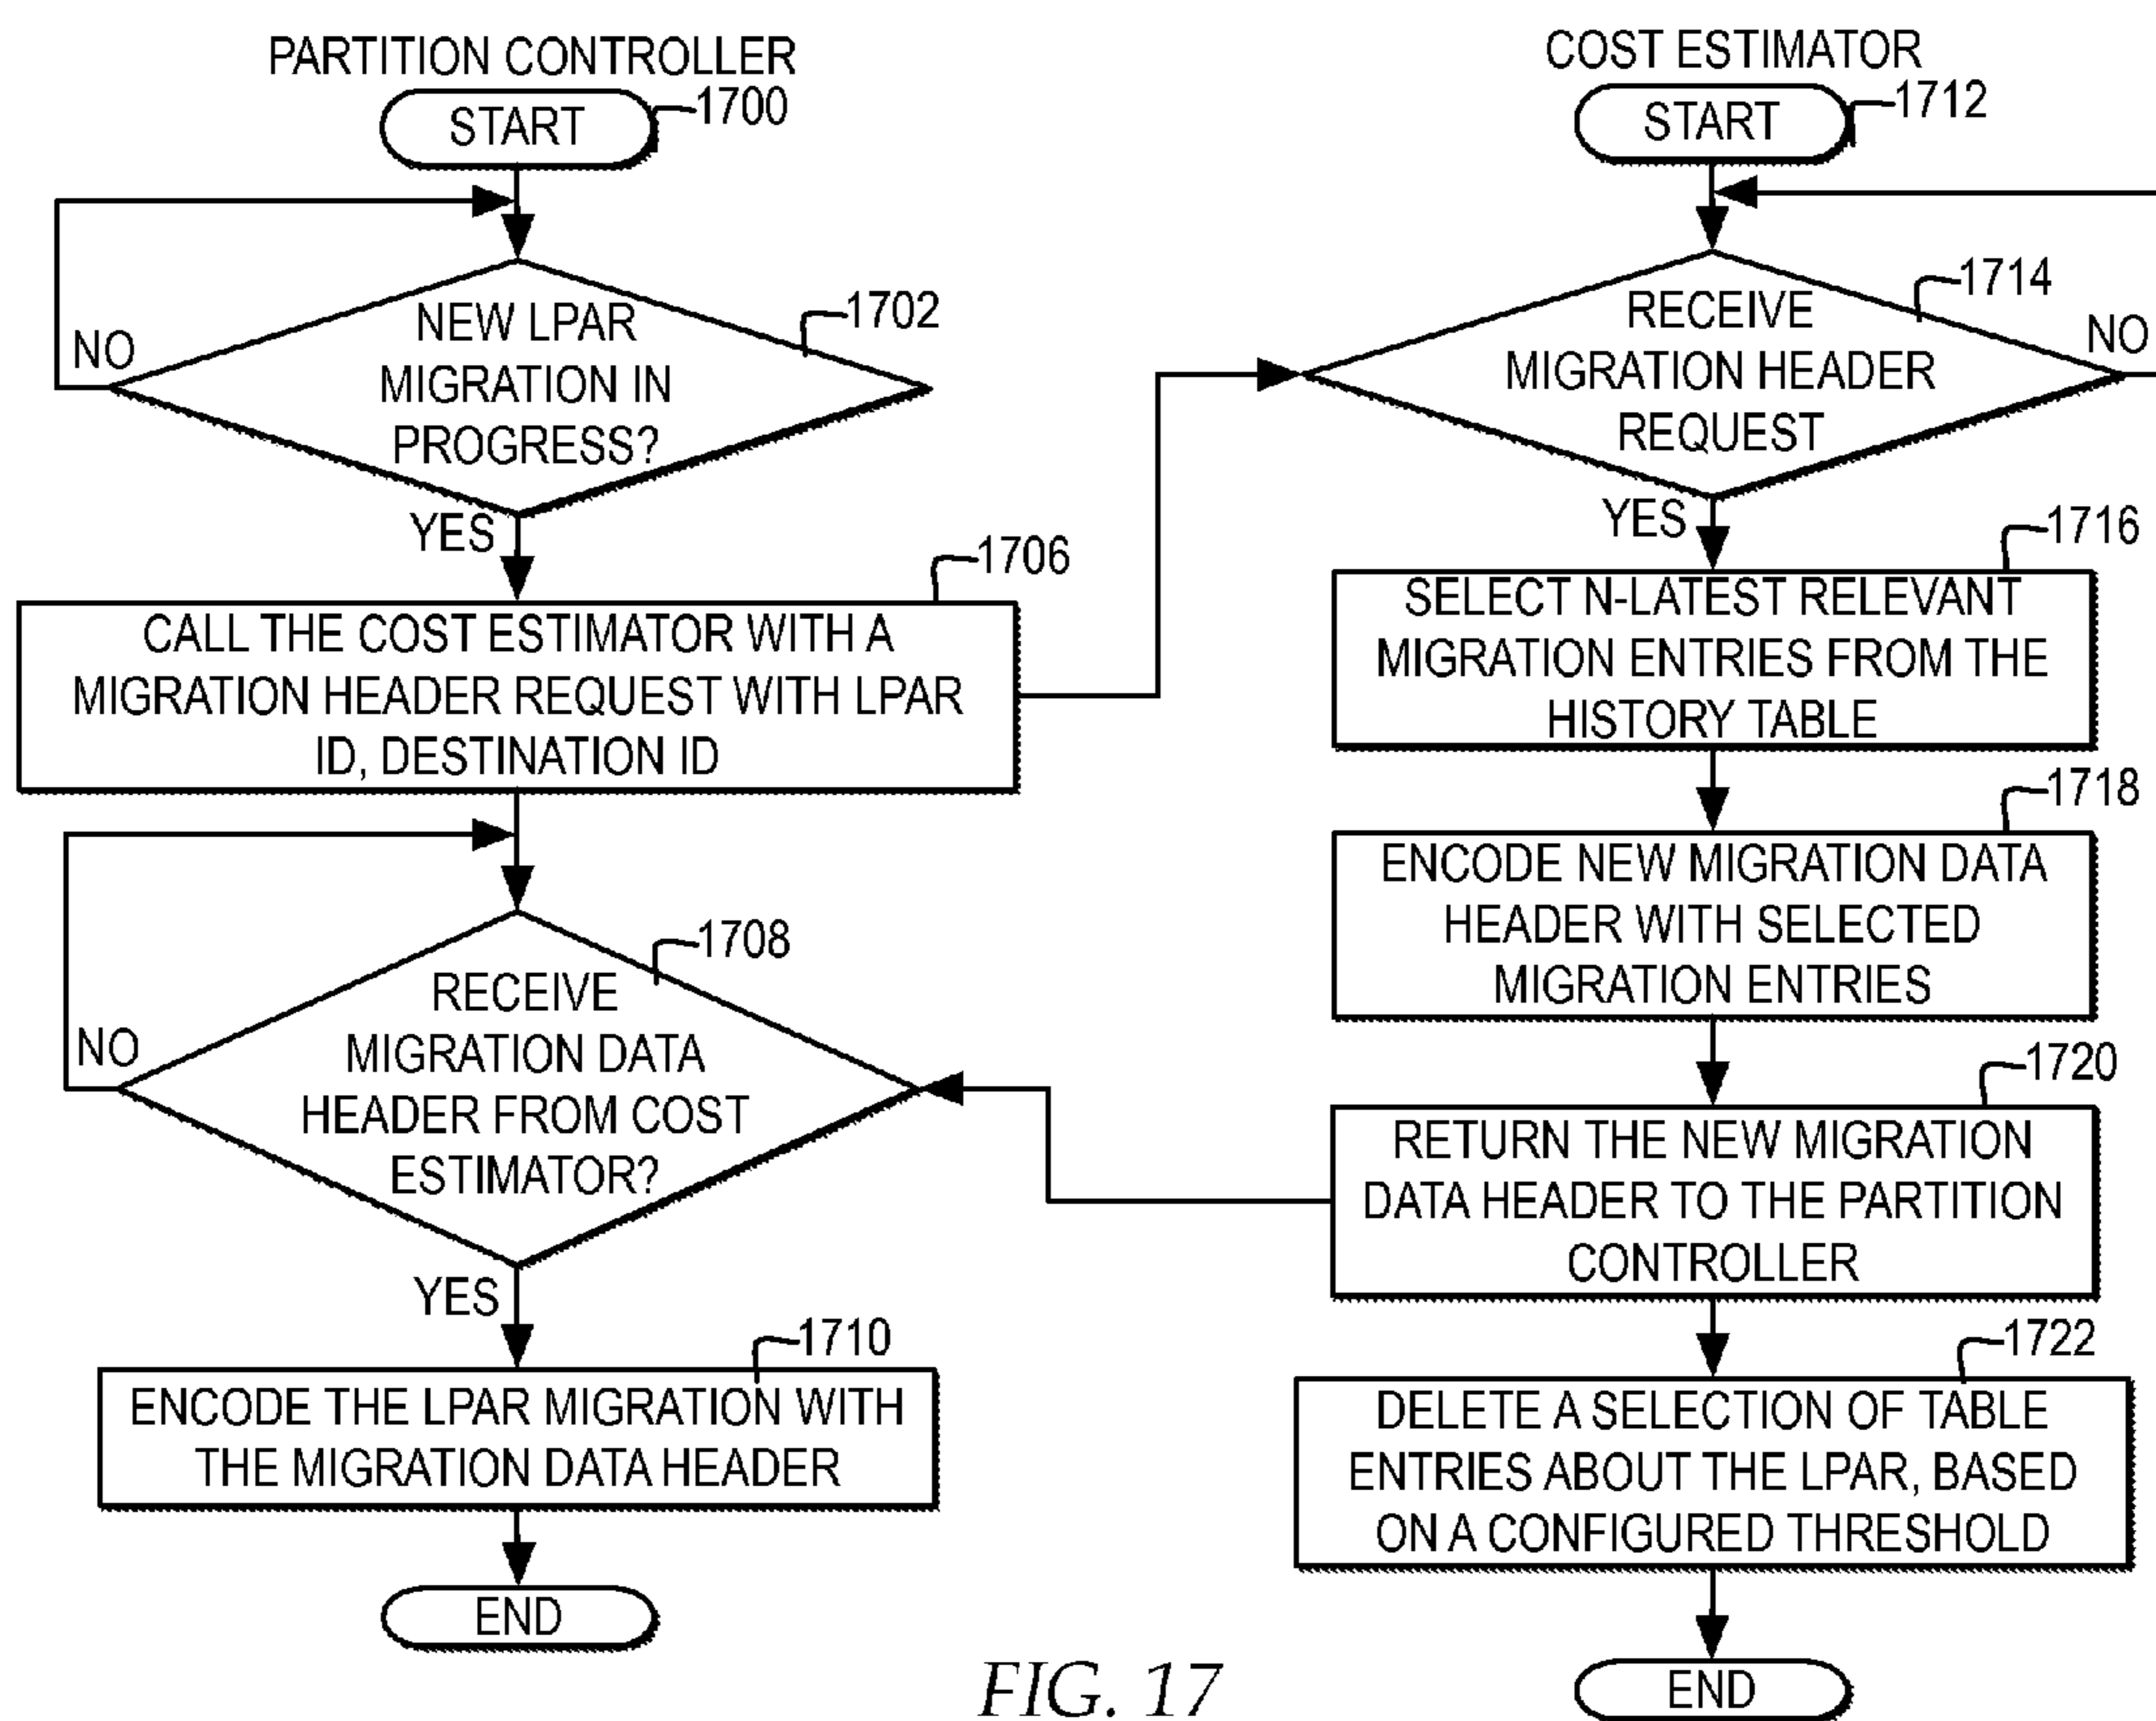 PARTITION CONTROLLER
START
1700
NEW LPAR
MIGRATION IN
PROGRESS?
1702
NO
YES
1706
CALL THE COST ESTIMATOR WITH A
MIGRATION HEADER REQUEST WITH LPAR
ID, DESTINATION ID
1708
RECEIVE
MIGRATION DATA
HEADER FROM COST
ESTIMATOR?
NO
YES
1710
ENCODE THE LPAR MIGRATION WITH
THE MIGRATION DATA HEADER
END
COST ESTIMATOR
START
1712
1714
RECEIVE
MIGRATION HEADER
REQUEST
NO
YES
1716
SELECT N-LATEST RELEVANT
MIGRATION ENTRIES FROM THE
HISTORY TABLE
1718
ENCODE NEW MIGRATION DATA
HEADER WITH SELECTED
MIGRATION ENTRIES
1720
RETURN THE NEW MIGRATION
DATA HEADER TO THE PARTITION
CONTROLLER
1722
DELETE A SELECTION OF TABLE
ENTRIES ABOUT THE LPAR, BASED
ON A CONFIGURED THRESHOLD
END
FIG. 17